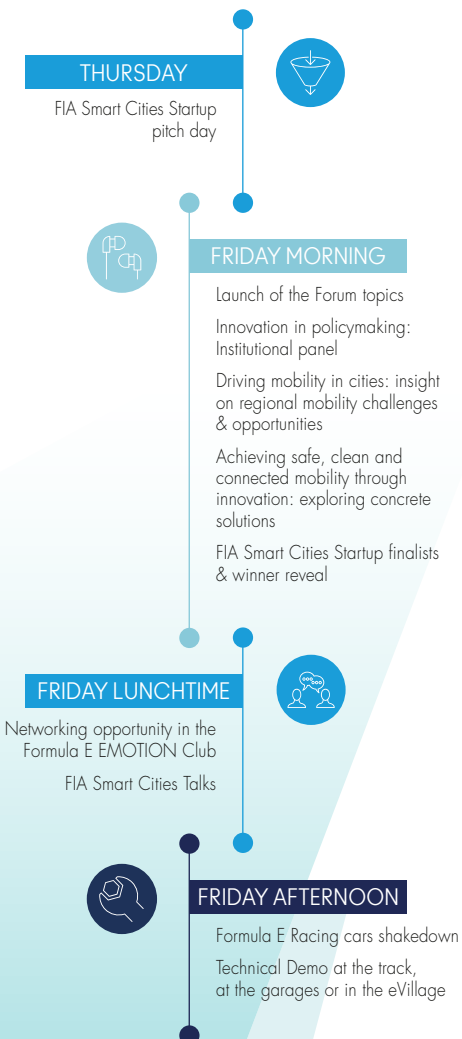 THURSDAY
FIA Smart Cities Startup
pitch day
FRIDAY MORNING
Launch of the Forum topics
Innovation in policymaking:
Institutional panel
Driving mobility in cities: insight
on regional mobility challenges
& opportunities
Achieving safe, clean and
connected mobility through
innovation: exploring concrete
solutions
FIA Smart Cities Startup finalists
& winner reveal
FRIDAY LUNCHTIME
Networking opportunity in the
Formula E EMOTION Club
FIA Smart Cities Talks
FRIDAY AFTERNOON
Formula E Racing cars shakedown
Technical Demo at the track,
at the garages or in the eVillage